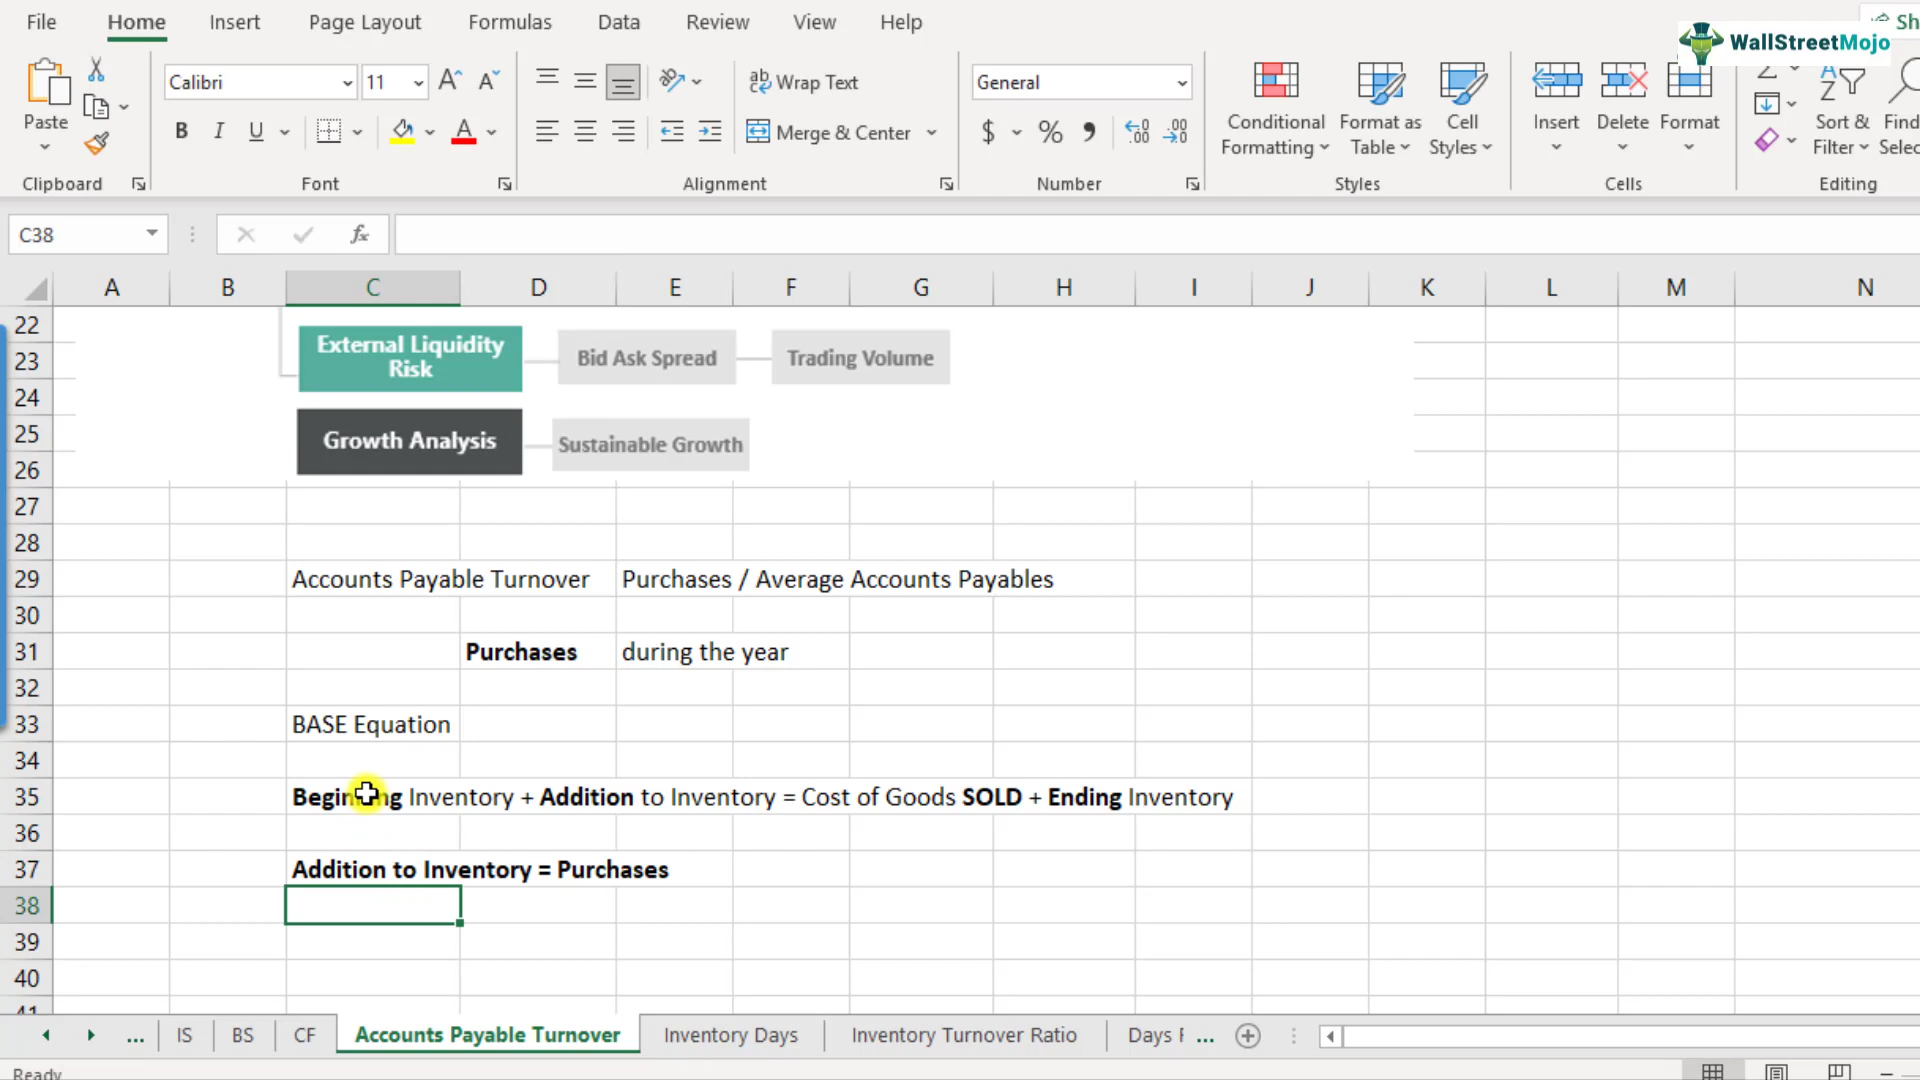 File Home Insert Page Layout Formulas Data Review View Help Sh
WallStreetMojo
Calibri 11 Wrap Text General
Paste
B I U Merge & Center $ % 9
Conditional Formatting Format as Table Cell Styles Insert Delete Format Sort & Filter Find Selec
Clipboard Font Alignment Number Styles Cells Editing
C38 fx
A B C D E F G H I J K L M N
22
External Liquidity Risk Bid Ask Spread Trading Volume
23
24
25
Growth Analysis Sustainable Growth
26
27
28
29 Accounts Payable Turnover Purchases / Average Accounts Payables
30
31 Purchases during the year
32
33 BASE Equation
34
35 Beginning Inventory + Addition to Inventory = Cost of Goods SOLD + Ending Inventory
36
37 Addition to Inventory = Purchases
38
39
40
41
... IS BS CF Accounts Payable Turnover Inventory Days Inventory Turnover Ratio Days F ...
Ready